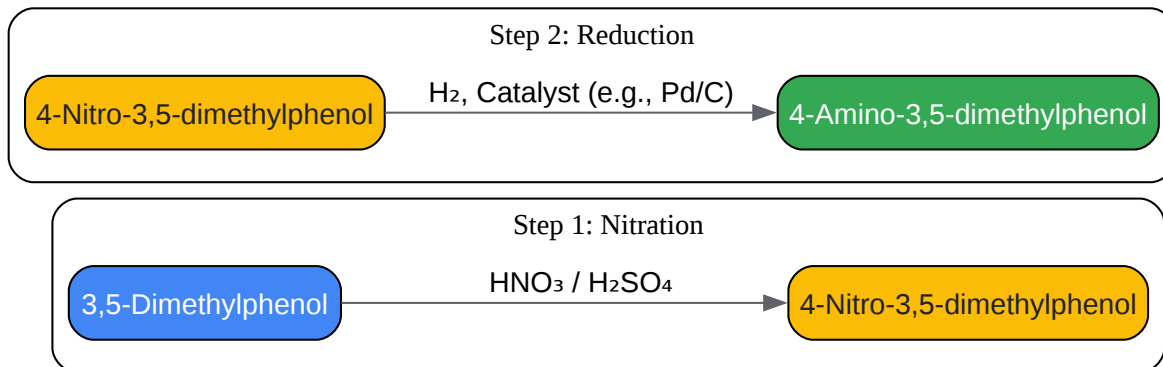 Step 2: Reduction
4-Nitro-3,5-dimethylphenol
H₂, Catalyst (e.g., Pd/C)
4-Amino-3,5-dimethylphenol
Step 1: Nitration
3,5-Dimethylphenol
HNO₃ / H₂SO₄
4-Nitro-3,5-dimethylphenol